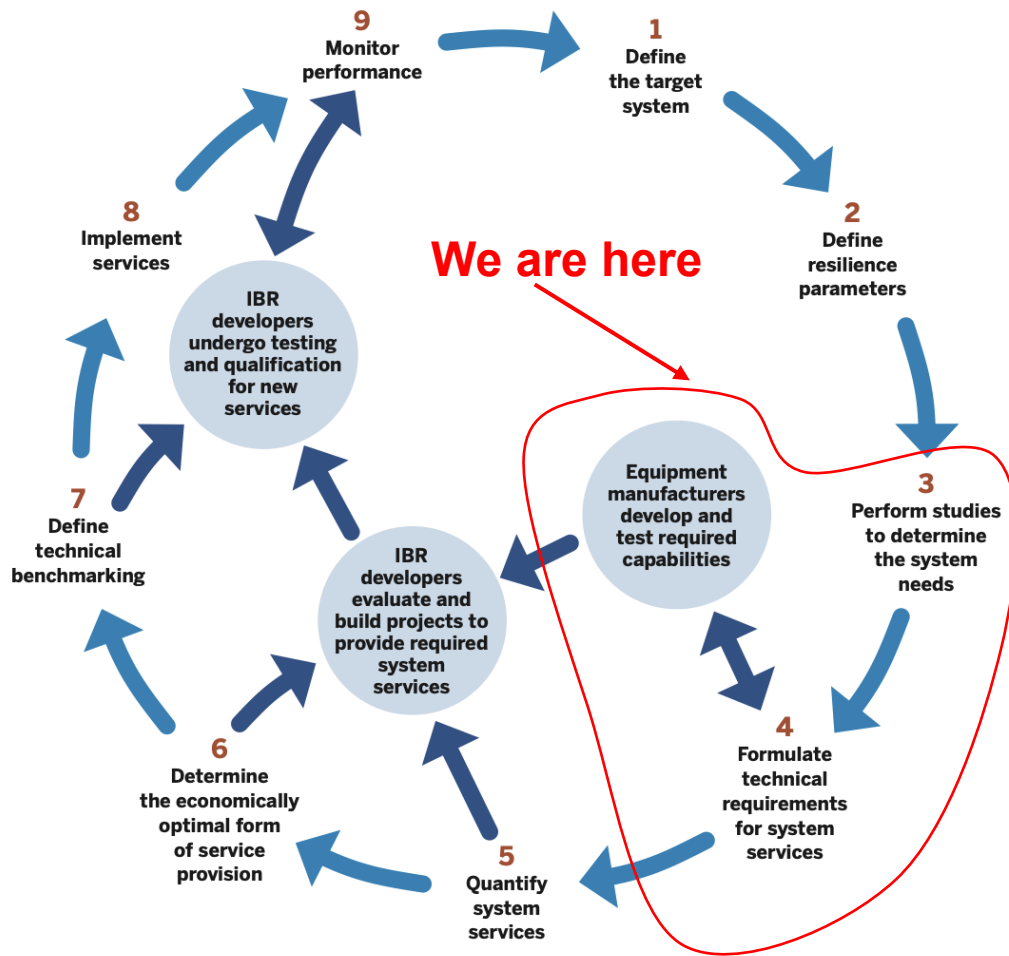 9
Monitor
performance
1
Define
the target
system
2
Define
resilience
parameters
We are here
3
Perform studies
to determine
the system
needs
Equipment
manufacturers
develop and
test required
capabilities
4
Formulate
technical
requirements
for system
services
5
Quantify
system
services
6
Determine
the economically
optimal form
of service
provision
IBR
developers
evaluate and
build projects to
provide required
system
services
7
Define
technical
benchmarking
8
Implement
services
IBR
developers
undergo testing
and qualification
for new
services